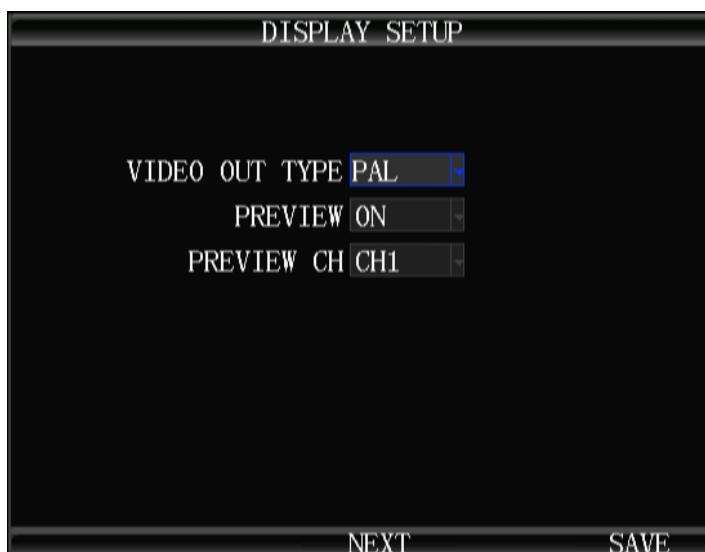 DISPLAY SETUP
VIDEO OUT TYPE PAL
PREVIEW ON
PREVIEW CH CH1
NEXT SAVE